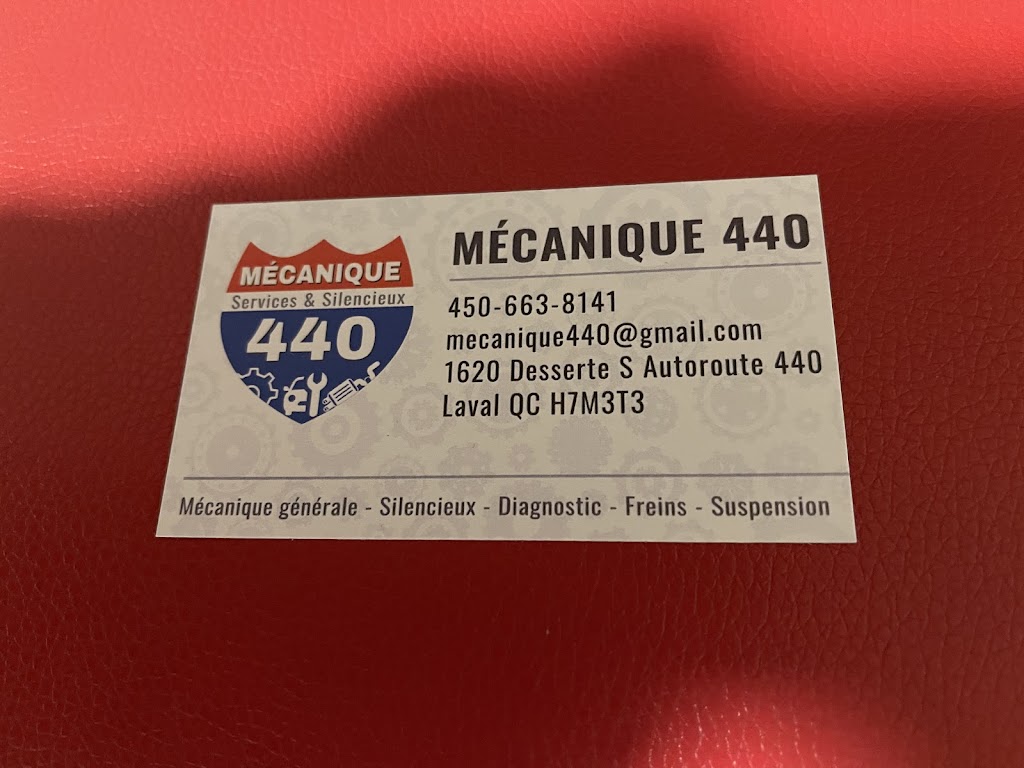 MÉCANIQUE
Services & Silencieux
440
MÉCANIQUE 440
450-663-8141
mecanique440@gmail.com
1620 Desserte S Autoroute 440
Laval QC H7M3T3
Mécanique générale - Silencieux - Diagnostic - Freins - Suspension